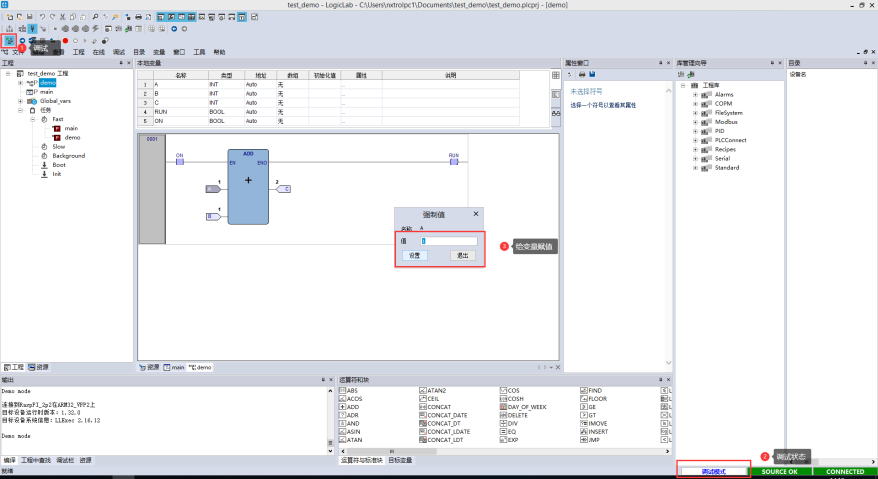 test_demo - LogicLab - C:\Users\nxtrolpc1\Documents\test_demo\test_demo.plcprj - [demo]
1 调试
文件 查看 工程 在线 调试 目录 变量 窗口 工具 帮助
工程
test_demo 工程
demo
main
Global_vars
任务
Fast
main
demo
Slow
Background
Boot
Init
工程 资源
本地变量
名称 类型 地址 数组 初始化值 属性 说明
1 A INT Auto 无 ...
2 B INT Auto 无 ...
3 C INT Auto 无 ...
4 RUN BOOL Auto 无 ...
5 ON BOOL Auto 无 ...
0001
ON
ADD
EN ENO
RUN
1
2
C
1
B
强制值
名称 A
值 1
设置 退出
3 给变量赋值
资源 main demo
属性窗口
未选择符号
选择一个符号以查看其属性
库管理向导
工程库
Alarms
COPM
FileSystem
Modbus
PID
PLCConnect
Recipes
Serial
Standard
目录
设备名
输出
Demo mode
连接到RaspPI_2p2在ARM32_VFP2上
目标设备运行时版本: 1.32.0
目标设备系统信息: LLExec 2.16.12
Demo mode
编译 工程中查找 调试栏 资源
运算符和块
ABS ATAN2 COS FIND L
ACOS CEIL COSH FLOOR L
ADD CONCAT DAY_OF_WEEK GE L
ADR CONCAT_DATE DELETE GT L
AND CONCAT_DT DIV IMOVE L
ASIN CONCAT_LDATE EQ INSERT L
ATAN CONCAT_LDT EXP JMP L
运算符与标准块 目标变量
2 调试状态
就绪
调试模式 SOURCE OK CONNECTED